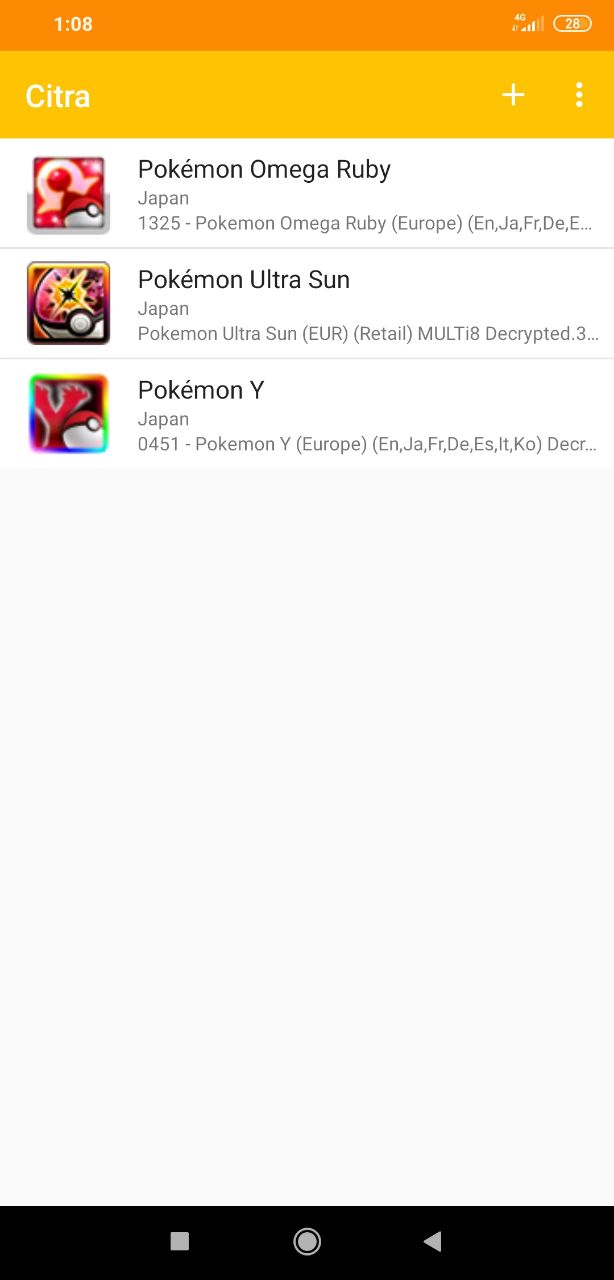 1:08
4G
28
Citra
Pokémon Omega Ruby
Japan
1325 - Pokemon Omega Ruby (Europe) (En,Ja,Fr,De,E...
Pokémon Ultra Sun
Japan
Pokemon Ultra Sun (EUR) (Retail) MULTi8 Decrypted.3...
Pokémon Y
Japan
0451 - Pokemon Y (Europe) (En,Ja,Fr,De,Es,It,Ko) Decr...